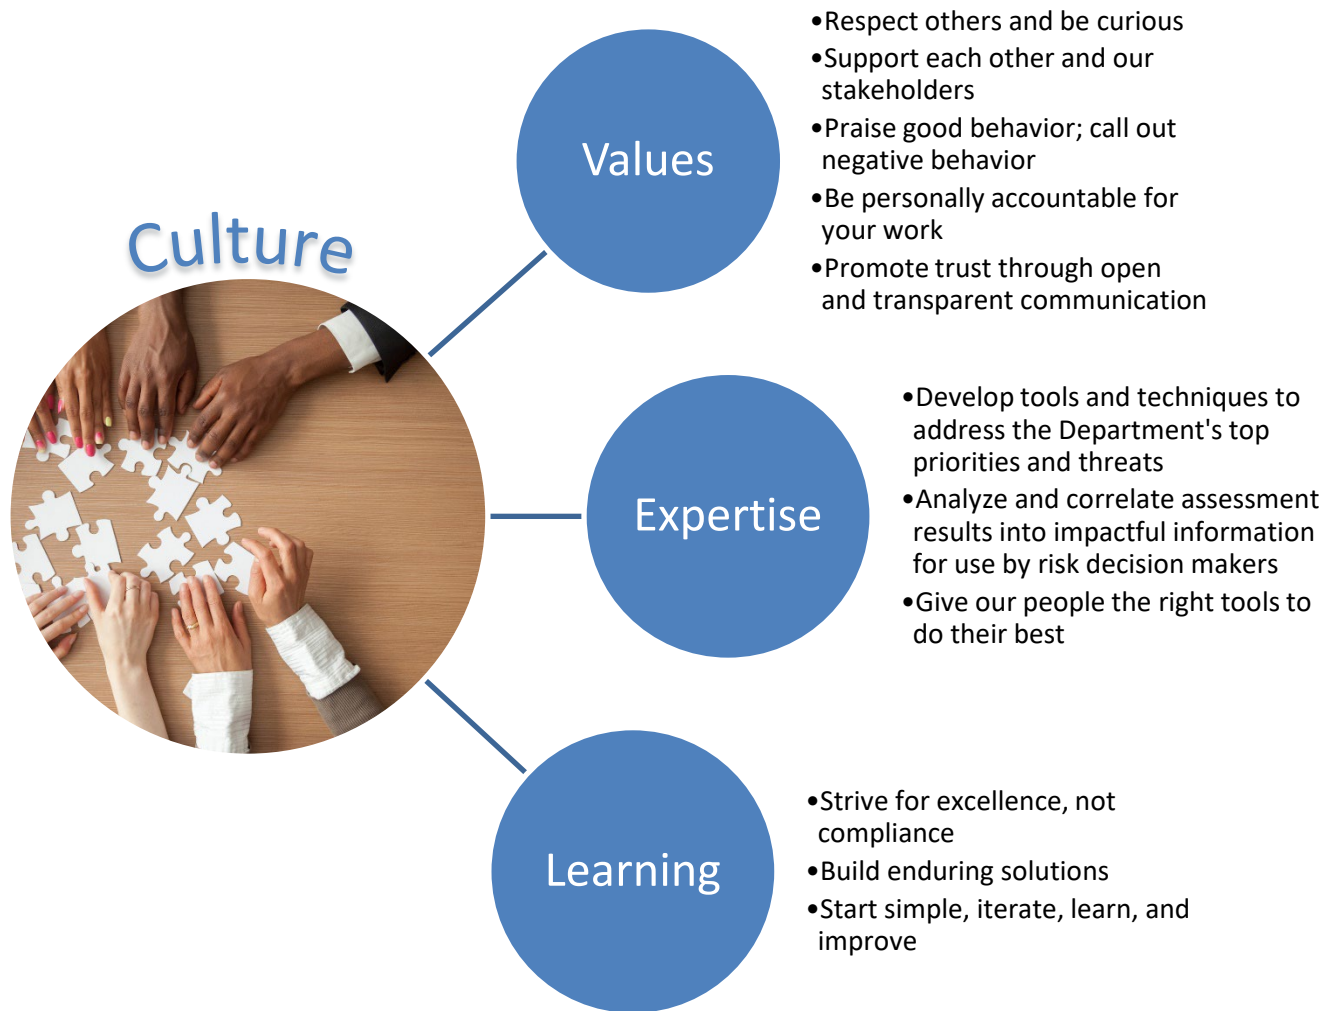 Culture
Values
•Respect others and be curious
•Support each other and our
stakeholders
•Praise good behavior; call out
negative behavior
•Be personally accountable for
your work
•Promote trust through open
and transparent communication
Expertise
•Develop tools and techniques to
address the Department's top
priorities and threats
•Analyze and correlate assessment
results into impactful information
for use by risk decision makers
•Give our people the right tools to
do their best
Learning
•Strive for excellence, not
compliance
•Build enduring solutions
•Start simple, iterate, learn, and
improve